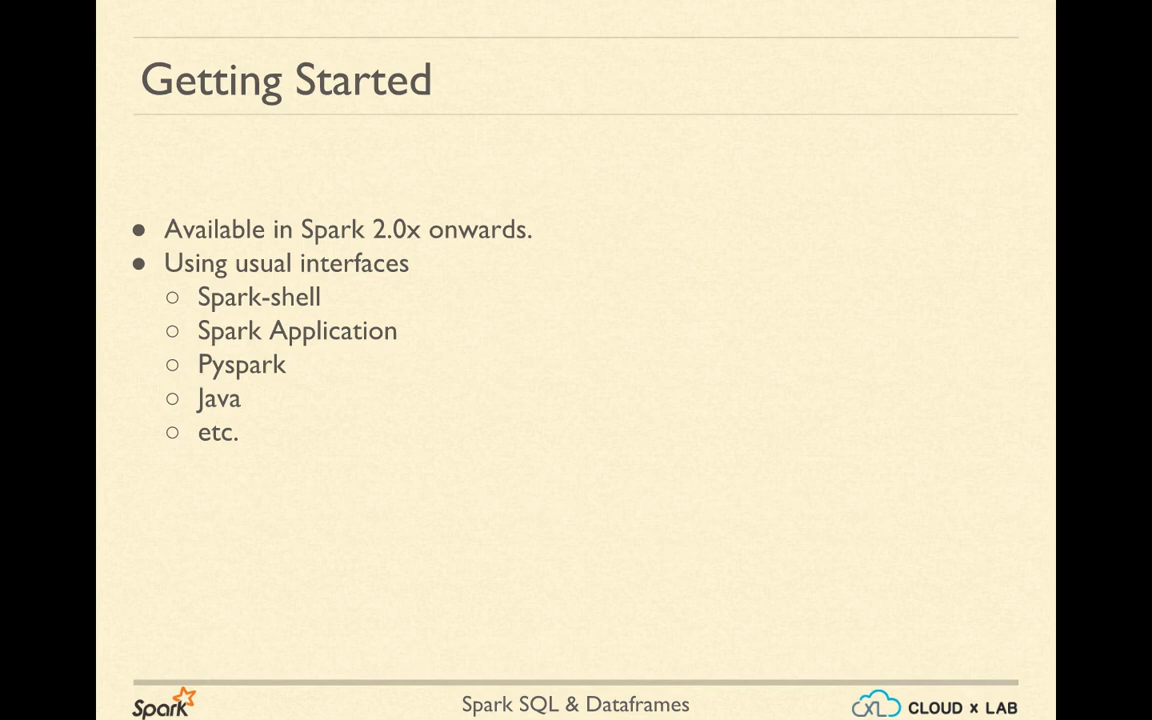 Getting Started
● Available in Spark 2.0x onwards.
● Using usual interfaces
○ Spark-shell
○ Spark Application
○ Pyspark
○ Java
○ etc.
Spark
Spark SQL & Dataframes
CXL CLOUD x LAB